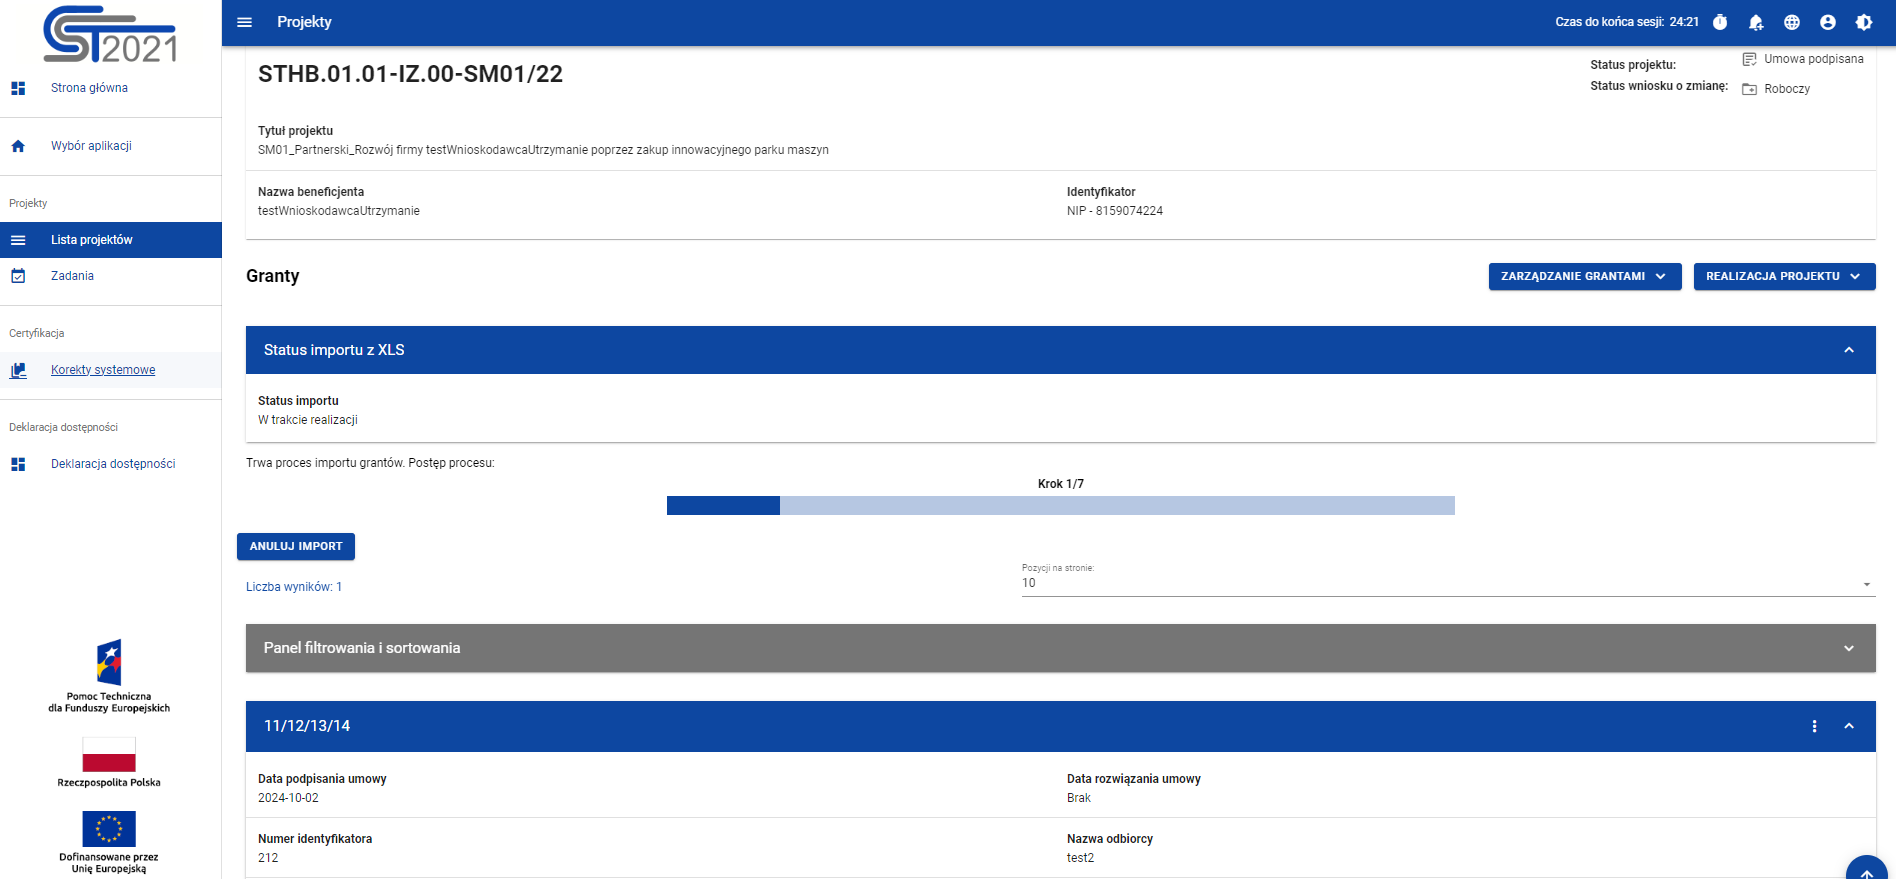 CST2021
Strona główna
Wybór aplikacji
Projekty
Lista projektów
Zadania
Certyfikacja
Korekty systemowe
Deklaracja dostępności
Deklaracja dostępności
Pomoc Techniczna
dla Funduszy Europejskich
Rzeczpospolita Polska
Dofinansowane przez
Unię Europejską
Projekty
Czas do końca sesji: 24:21
STHB.01.01-IZ.00-SM01/22
Status projektu: Umowa podpisana
Status wniosku o zmianę: Roboczy
Tytuł projektu
SM01_Partnerski_Rozwój firmy testWnioskodawcaUtrzymanie poprzez zakup innowacyjnego parku maszyn
Nazwa beneficjenta
testWnioskodawcaUtrzymanie
Identyfikator
NIP - 8159074224
Granty
ZARZĄDZANIE GRANTAMI
REALIZACJA PROJEKTU
Status importu z XLS
Status importu
W trakcie realizacji
Trwa proces importu grantów. Postęp procesu:
Krok 1/7
ANULUJ IMPORT
Liczba wyników: 1
Pozycji na stronie:
10
Panel filtrowania i sortowania
11/12/13/14
Data podpisania umowy
2024-10-02
Data rozwiązania umowy
Brak
Numer identyfikatora
212
Nazwa odbiorcy
test2